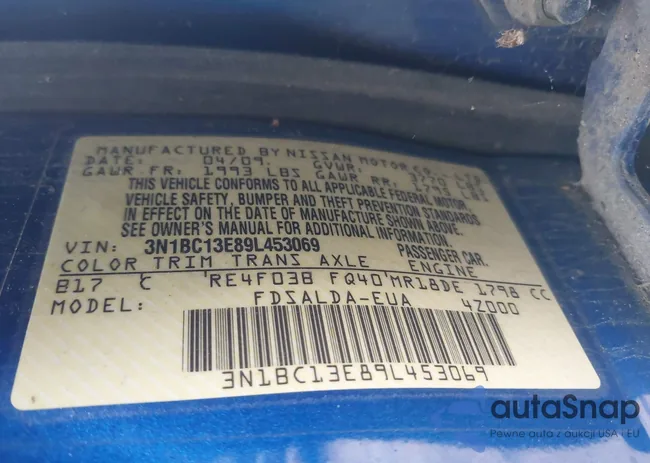 MANUFACTURED BY NISSAN MOTOR CO., LTD.
DATE: 04/09 GVWR:
GAWR FR: 1993 LBS GAWR RR: LBS
THIS VEHICLE CONFORMS TO ALL APPLICABLE FEDERAL MOTOR
VEHICLE SAFETY, BUMPER AND THEFT PREVENTION STANDARDS
IN EFFECT ON THE DATE OF MANUFACTURE SHOWN ABOVE.
SEE OWNER'S MANUAL FOR ADDITIONAL INFORMATION.
VIN: 3N1BC13E89L453069 PASSENGER CAR
COLOR TRIM TRANS AXLE ENGINE
B17 C RE4F03B FQ40 MR18DE 1798 CC
MODEL: FDSALDA-EUA 4Z000
3N1BC13E89L453069
autaSnap
Pewne auta z aukcji USA i EU